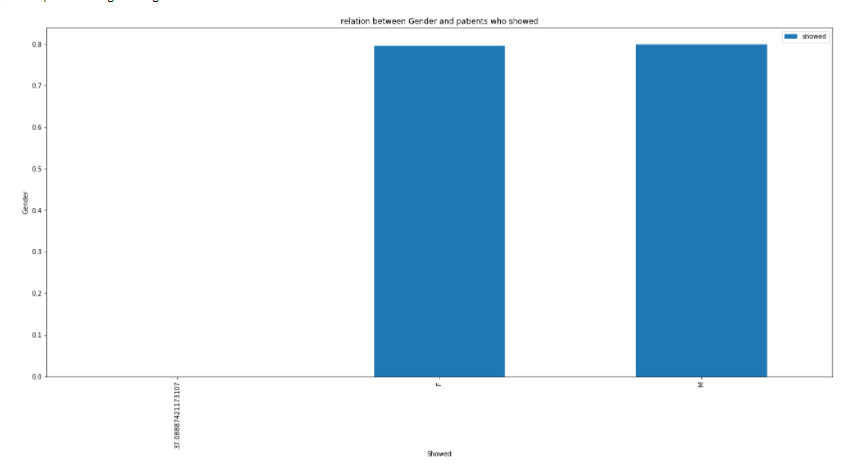 relation between Gender and patients who showed
showed
0.8
0.7
0.6
0.5
0.4
0.3
0.2
0.1
0.0
Gender
37.08887421173107
F
M
Showed